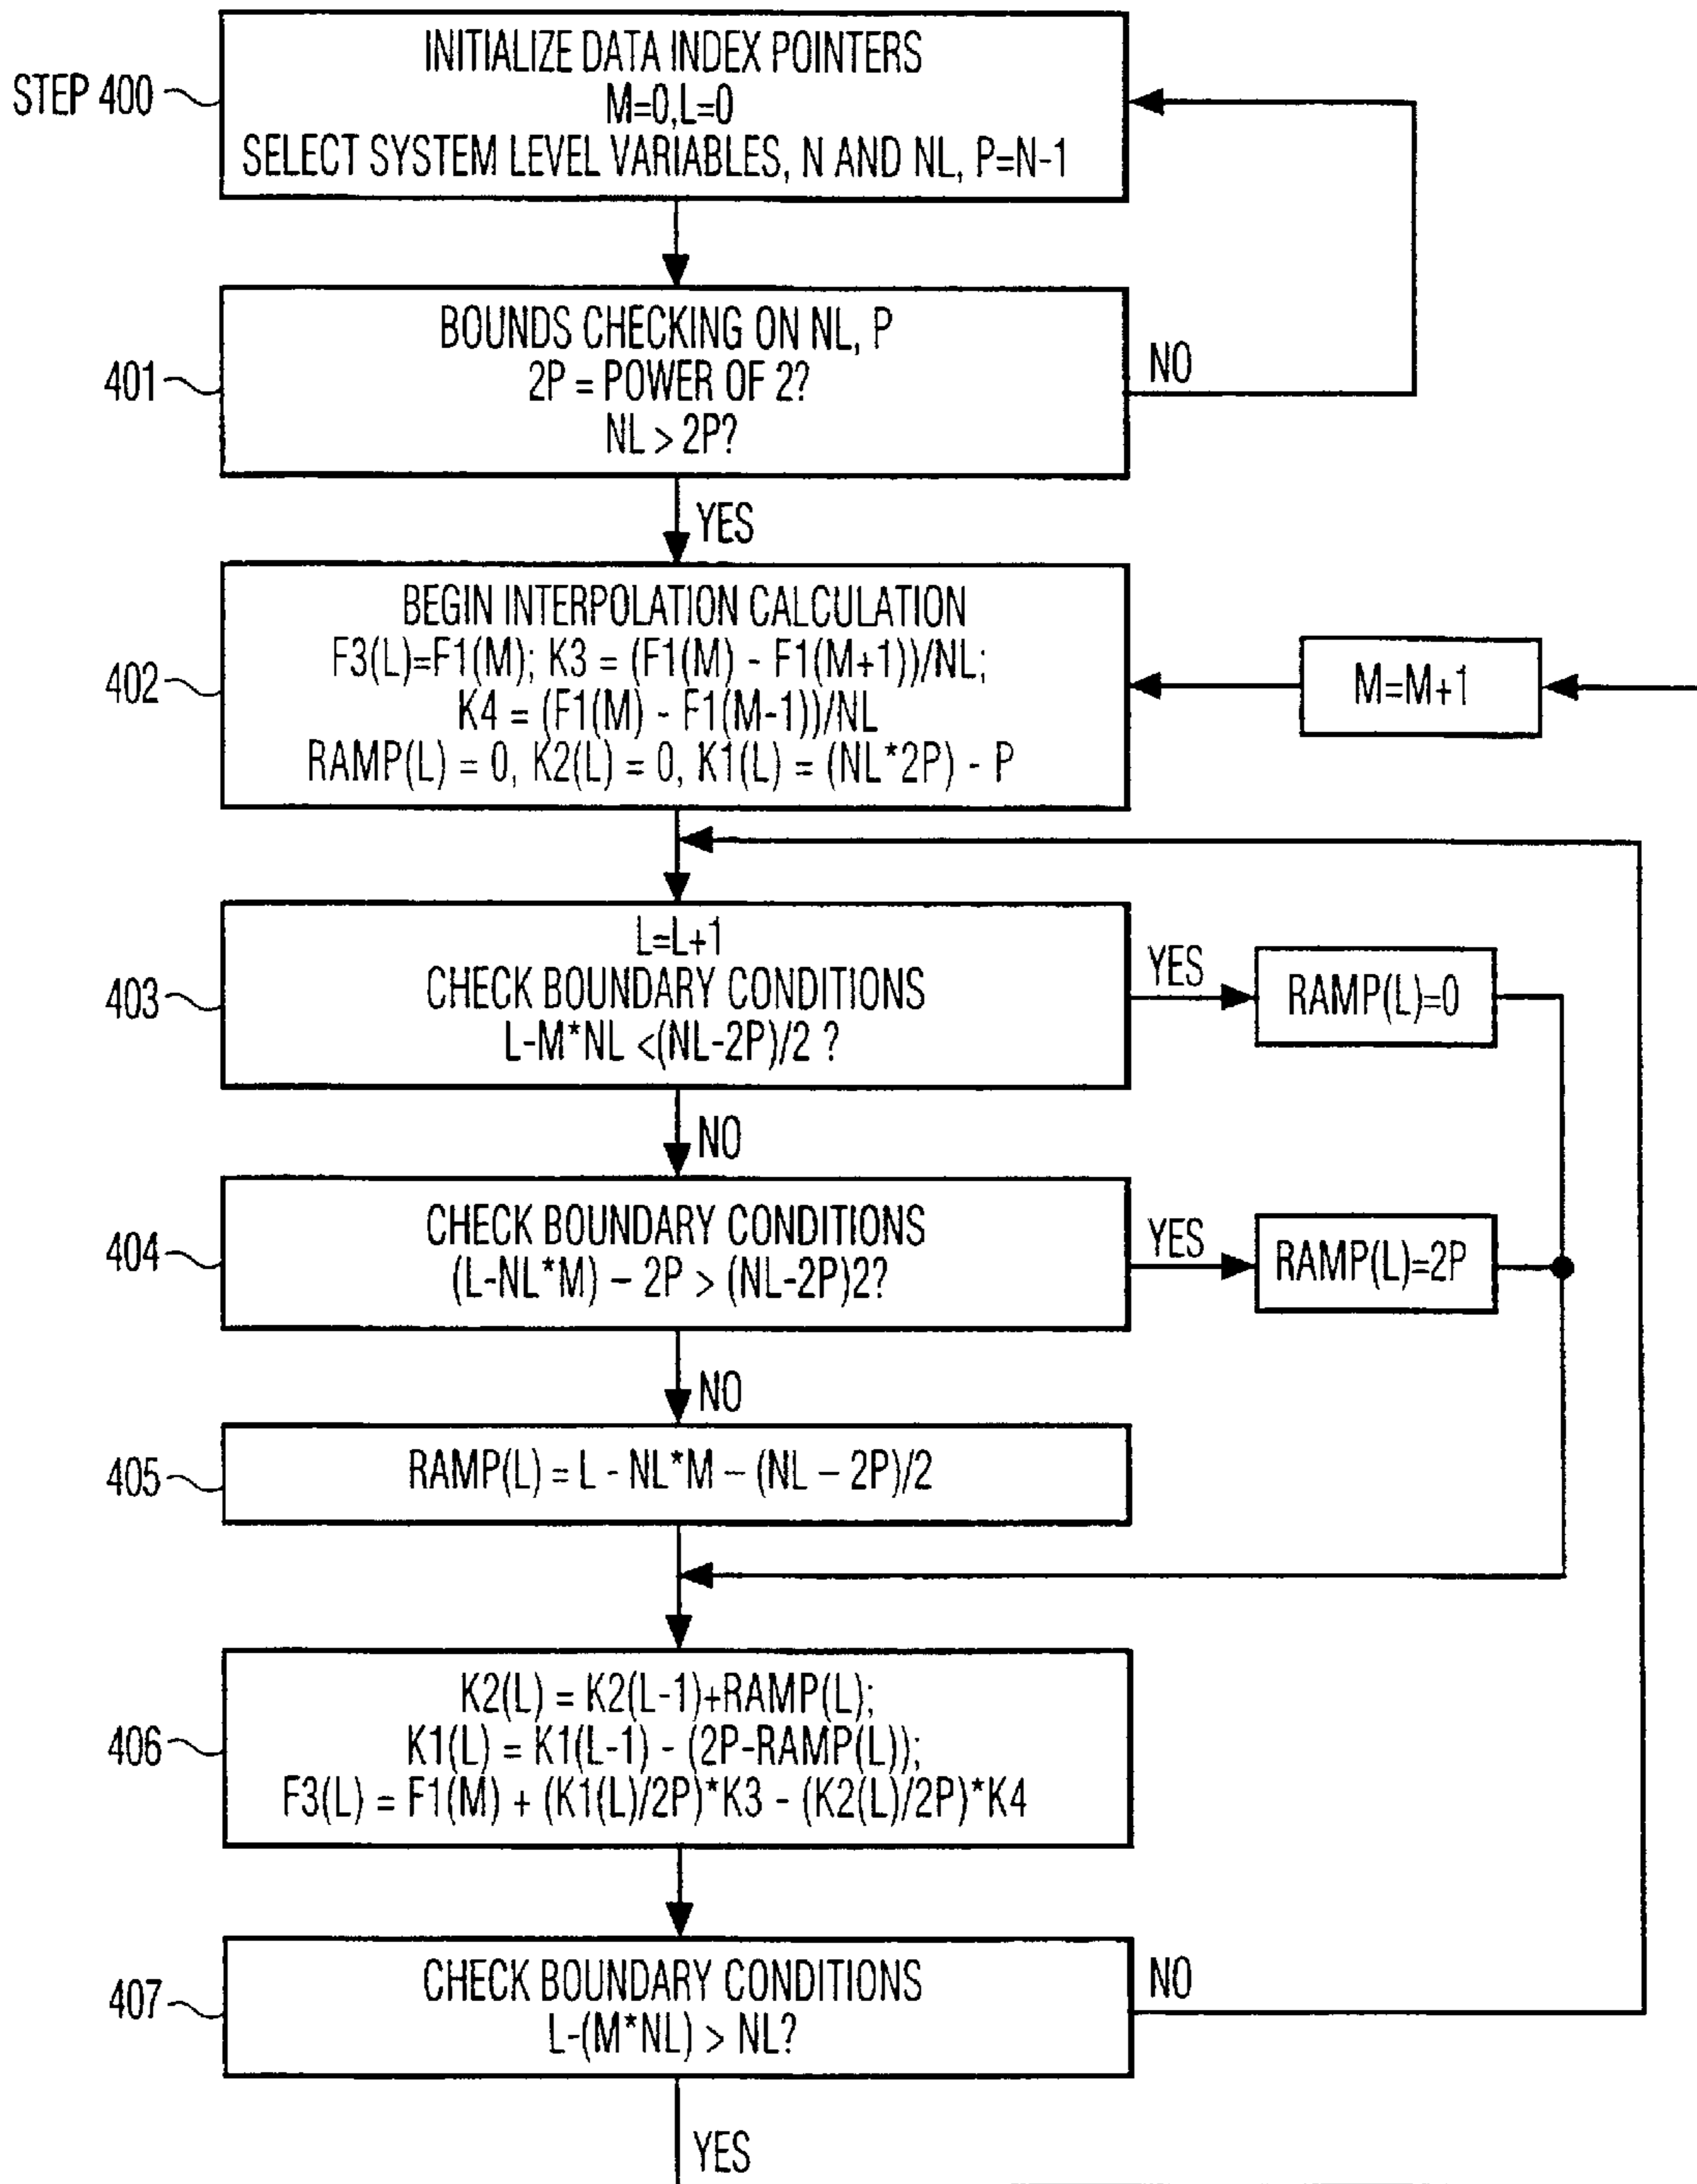 INITIALIZE DATA INDEX POINTERS
M=0,L=0
SELECT SYSTEM LEVEL VARIABLES, N AND NL, P=N-1
STEP 400
BOUNDS CHECKING ON NL, P
2P = POWER OF 2?
NL > 2P?
401
NO
YES
BEGIN INTERPOLATION CALCULATION
F3(L)=F1(M); K3 = (F1(M) - F1(M+1))/NL;
K4 = (F1(M) - F1(M-1))/NL
RAMP(L) = 0, K2(L) = 0, K1(L) = (NL*2P) - P
402
M=M+1
L=L+1
CHECK BOUNDARY CONDITIONS
L-M*NL <(NL-2P)/2 ?
403
YES
RAMP(L)=0
NO
CHECK BOUNDARY CONDITIONS
(L-NL*M) – 2P > (NL-2P)2?
404
YES
RAMP(L)=2P
NO
RAMP(L) = L - NL*M – (NL – 2P)/2
405
K2(L) = K2(L-1)+RAMP(L);
K1(L) = K1(L-1) - (2P-RAMP(L));
F3(L) = F1(M) + (K1(L)/2P)*K3 - (K2(L)/2P)*K4
406
CHECK BOUNDARY CONDITIONS
L-(M*NL) > NL?
407
NO
YES